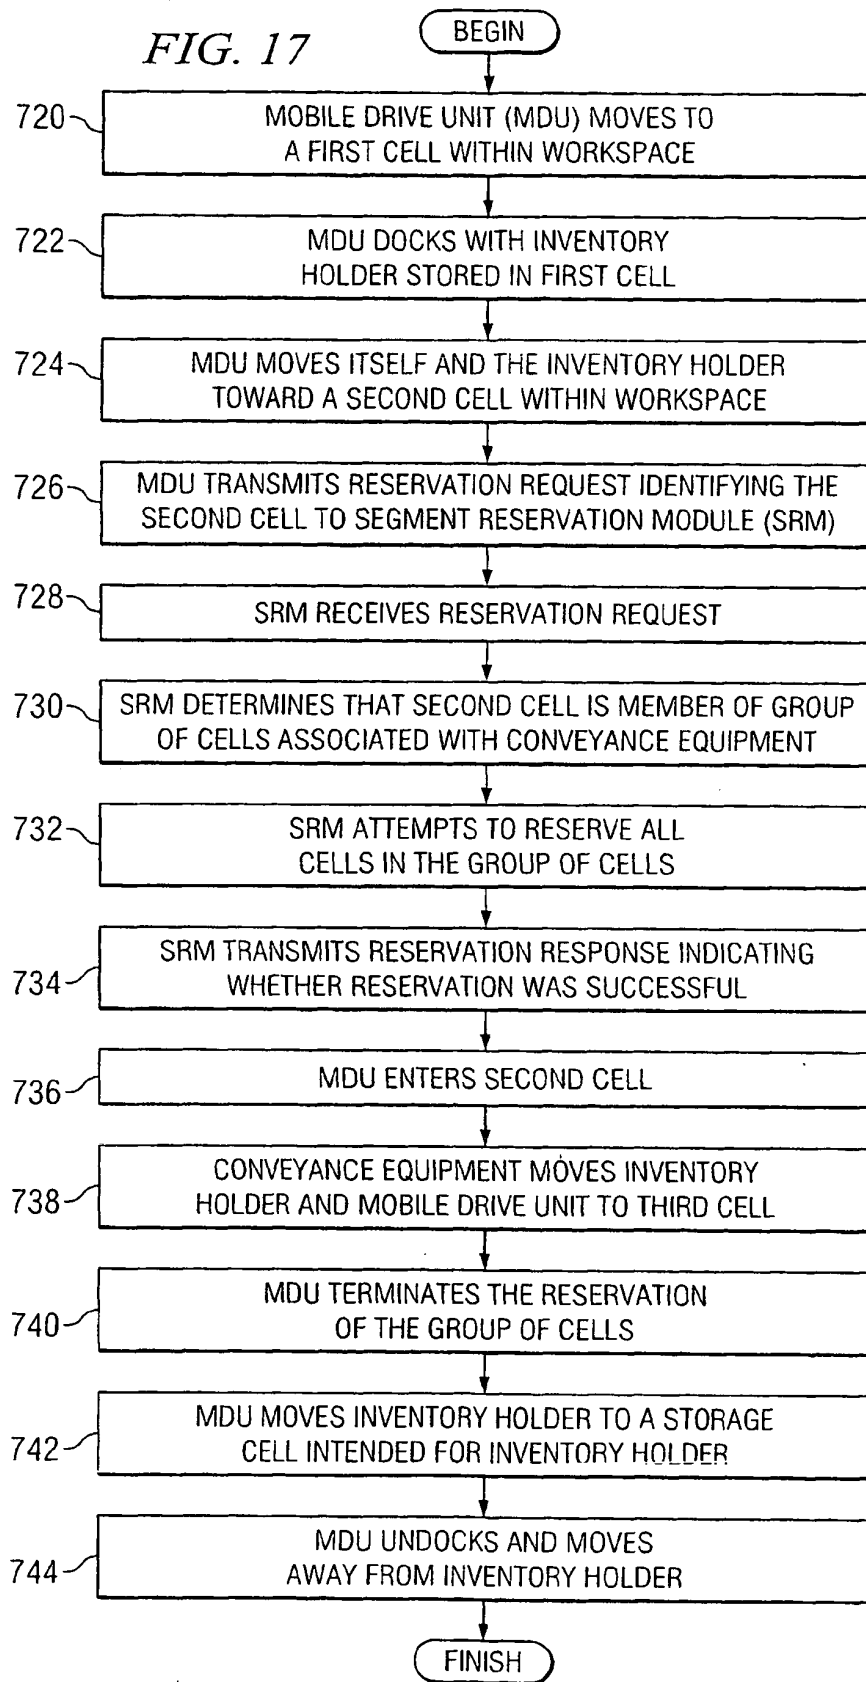 FIG. 17
BEGIN
720
MOBILE DRIVE UNIT (MDU) MOVES TO
A FIRST CELL WITHIN WORKSPACE
722
MDU DOCKS WITH INVENTORY
HOLDER STORED IN FIRST CELL
724
MDU MOVES ITSELF AND THE INVENTORY HOLDER
TOWARD A SECOND CELL WITHIN WORKSPACE
726
MDU TRANSMITS RESERVATION REQUEST IDENTIFYING THE
SECOND CELL TO SEGMENT RESERVATION MODULE (SRM)
728
SRM RECEIVES RESERVATION REQUEST
730
SRM DETERMINES THAT SECOND CELL IS MEMBER OF GROUP
OF CELLS ASSOCIATED WITH CONVEYANCE EQUIPMENT
732
SRM ATTEMPTS TO RESERVE ALL
CELLS IN THE GROUP OF CELLS
734
SRM TRANSMITS RESERVATION RESPONSE INDICATING
WHETHER RESERVATION WAS SUCCESSFUL
736
MDU ENTERS SECOND CELL
738
CONVEYANCE EQUIPMENT MOVES INVENTORY
HOLDER AND MOBILE DRIVE UNIT TO THIRD CELL
740
MDU TERMINATES THE RESERVATION
OF THE GROUP OF CELLS
742
MDU MOVES INVENTORY HOLDER TO A STORAGE
CELL INTENDED FOR INVENTORY HOLDER
744
MDU UNDOCKS AND MOVES
AWAY FROM INVENTORY HOLDER
FINISH